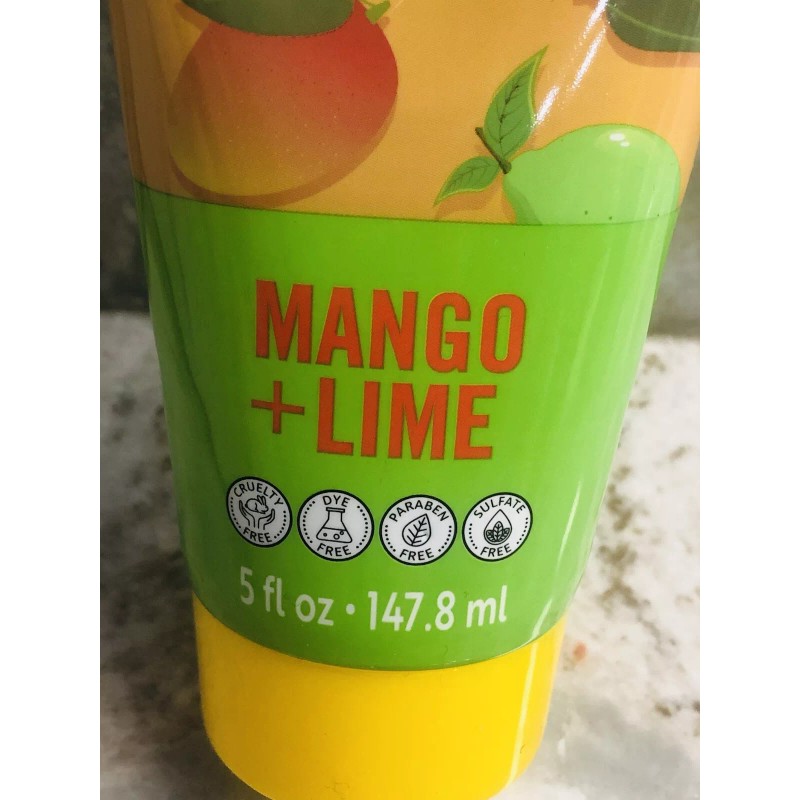 MANGO
+LIME
CRUELTY FREE
DYE FREE
PARABEN FREE
SULFATE FREE
5 fl oz • 147.8 ml